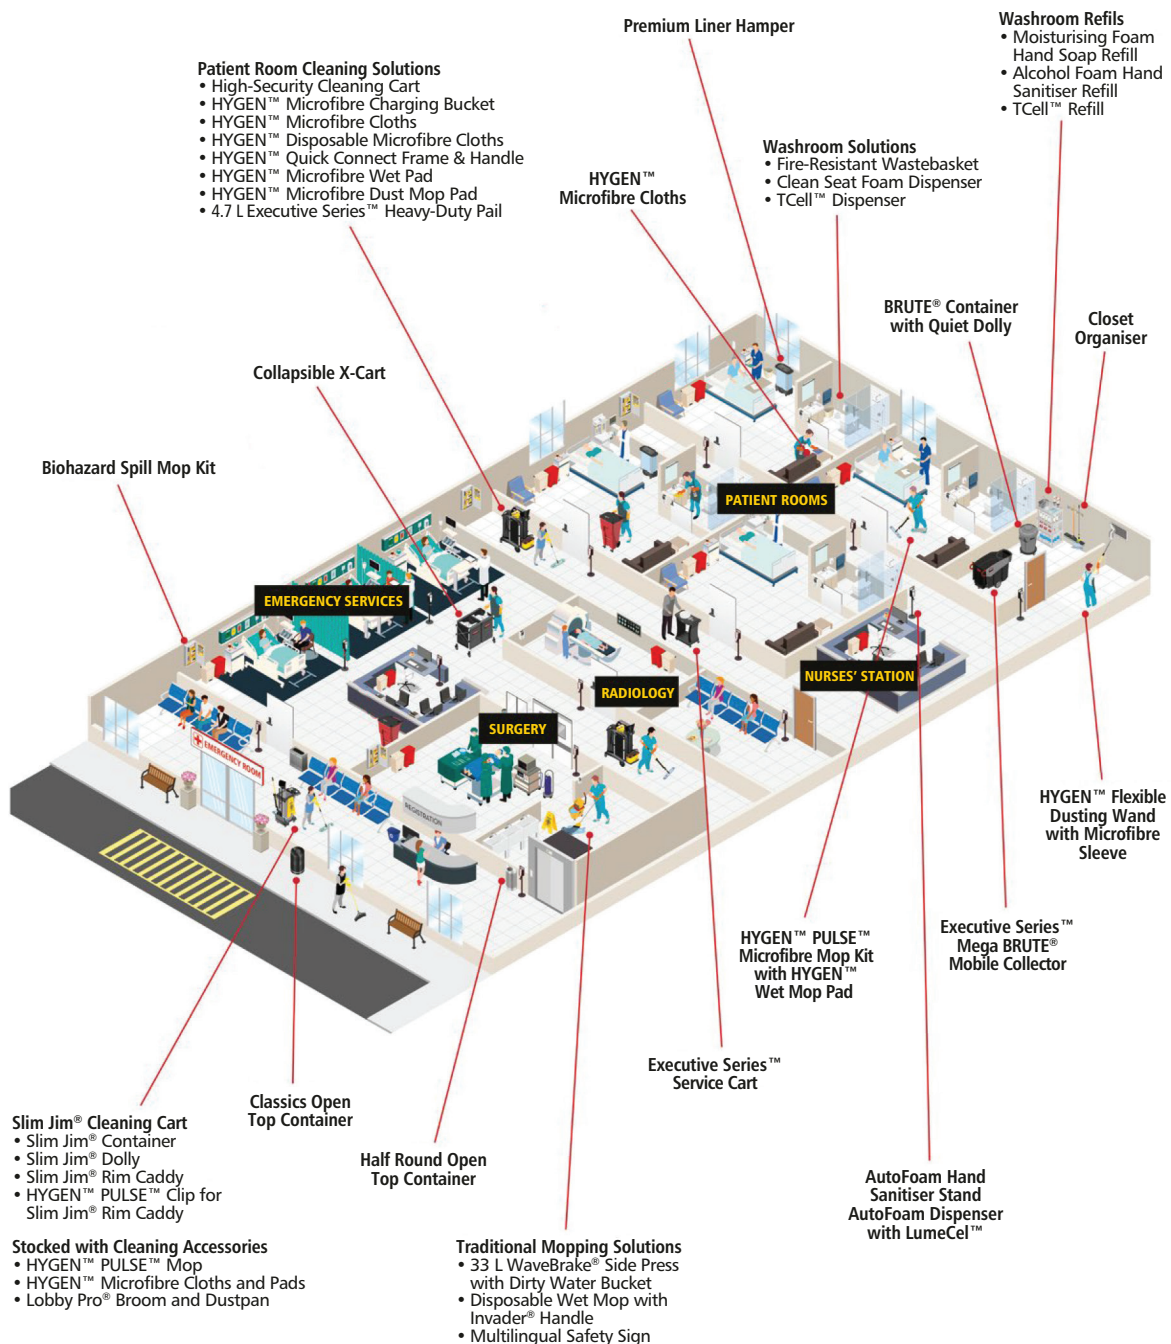 Premium Liner Hamper
Washroom Refils
• Moisturising Foam
Hand Soap Refill
• Alcohol Foam Hand
Sanitiser Refill
• TCell™ Refill
Patient Room Cleaning Solutions
• High-Security Cleaning Cart
• HYGEN™ Microfibre Charging Bucket
• HYGEN™ Microfibre Cloths
• HYGEN™ Disposable Microfibre Cloths
• HYGEN™ Quick Connect Frame & Handle
• HYGEN™ Microfibre Wet Pad
• HYGEN™ Microfibre Dust Mop Pad
• 4.7 L Executive Series™ Heavy-Duty Pail
Washroom Solutions
• Fire-Resistant Wastebasket
• Clean Seat Foam Dispenser
• TCell™ Dispenser
HYGEN™
Microfibre Cloths
BRUTE® Container
with Quiet Dolly
Closet
Organiser
Collapsible X-Cart
Biohazard Spill Mop Kit
PATIENT ROOMS
EMERGENCY SERVICES
NURSES' STATION
RADIOLOGY
SURGERY
EMERGENCY ROOM
REGISTRATION
HYGEN™ Flexible
Dusting Wand
with Microfibre
Sleeve
HYGEN™ PULSE™
Microfibre Mop Kit
with HYGEN™
Wet Mop Pad
Executive Series™
Mega BRUTE®
Mobile Collector
Executive Series™
Service Cart
Classics Open
Top Container
Slim Jim® Cleaning Cart
• Slim Jim® Container
• Slim Jim® Dolly
• Slim Jim® Rim Caddy
• HYGEN™ PULSE™ Clip for
Slim Jim® Rim Caddy
Half Round Open
Top Container
AutoFoam Hand
Sanitiser Stand
AutoFoam Dispenser
with LumeCel™
Stocked with Cleaning Accessories
• HYGEN™ PULSE™ Mop
• HYGEN™ Microfibre Cloths and Pads
• Lobby Pro® Broom and Dustpan
Traditional Mopping Solutions
• 33 L WaveBrake® Side Press
with Dirty Water Bucket
• Disposable Wet Mop with
Invader® Handle
• Multilingual Safety Sign